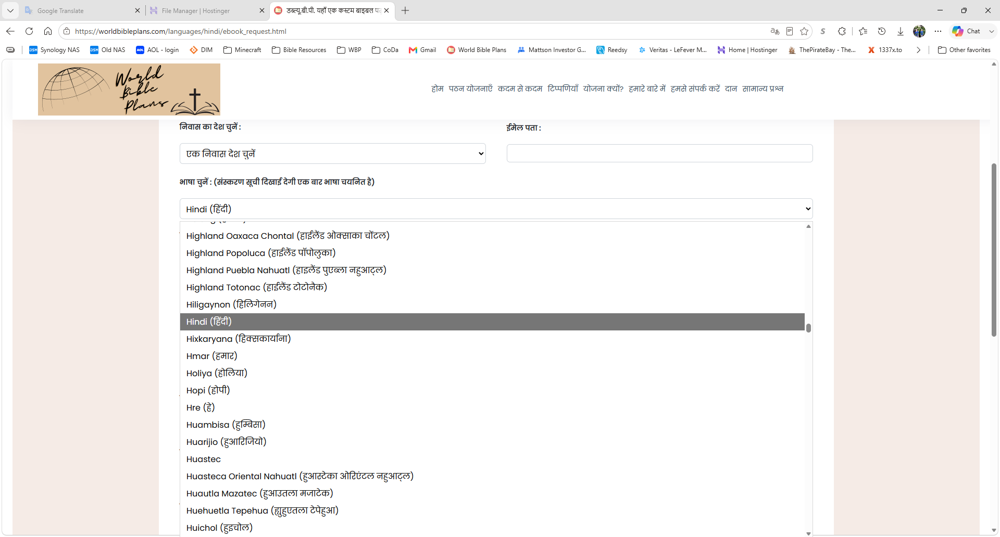 Google Translate
File Manager | Hostinger
डब्ल्यू.बी.पी. यहाँ एक कस्टम बाइबल
https://worldbibleplans.com/languages/hindi/ebook_request.html
Chat
Synology NAS
Old NAS
AOL - login
DIM
Minecraft
Bible Resources
WBP
CoDa
Gmail
World Bible Plans
Mattson Investor G...
Reedsy
Veritas - LeFever M...
Home | Hostinger
ThePirateBay - The...
1337x.to
Other favorites
World
Bible
Plans
होम पठन योजनाएँ कदम से कदम टिप्पणियाँ योजना क्यों? हमारे बारे में हमसे संपर्क करें दान सामान्य प्रश्न
निवास का देश चुनें :
ईमेल पता :
एक निवास देश चुनें
भाषा चुनें : (संस्करण सूची दिखाई देगी एक बार भाषा चयनित है)
Hindi (हिंदी)
Highland Oaxaca Chontal (हाईलैंड ओक्साका चोंटल)
Highland Popoluca (हाईलैंड पॉपोलुका)
Highland Puebla Nahuatl (हाइलैंड पुएब्ला नहुआट्ल)
Highland Totonac (हाईलैंड टोटोनैक)
Hiligaynon (हिलिगेनन)
Hindi (हिंदी)
Hixkaryana (हिक्सकार्याना)
Hmar (हमार)
Holiya (होलिया)
Hopi (होपी)
Hre (हे)
Huambisa (हुम्बिसा)
Huarijio (हुआरिजियो)
Huastec
Huasteca Oriental Nahuatl (हुआस्टेका ओरिएंटल नहुआट्ल)
Huautla Mazatec (हुआउतला मजाटेक)
Huehuetla Tepehua (ह्युहुएतला टेपेहुआ)
Huichol (हुइचोल)